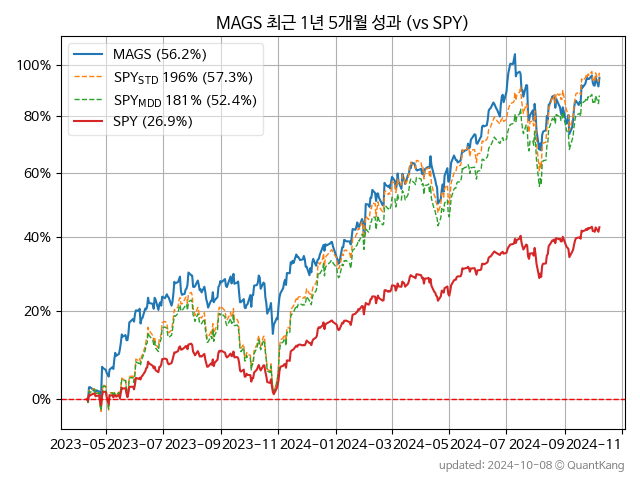 MAGS 최근 1년 5개월 성과 (vs SPY)
MAGS (56.2%)
SPY_STD 196% (57.3%)
SPY_MDD 181% (52.4%)
SPY (26.9%)
100%
80%
60%
40%
20%
0%
2023-05 2023-07 2023-09 2023-11 2024-01 2024-03 2024-05 2024-07 2024-09 2024-11
updated: 2024-10-08 © QuantKang